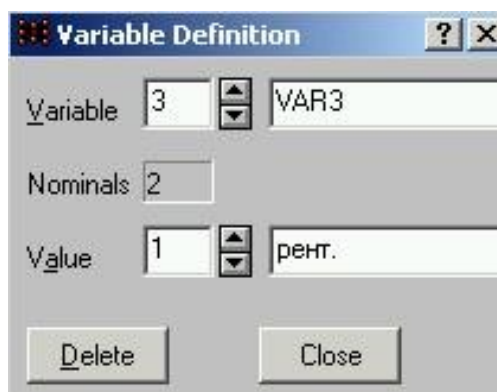 Variable Definition
Variable 3 VAR3
Nominals 2
Value 1 рент.
Delete Close